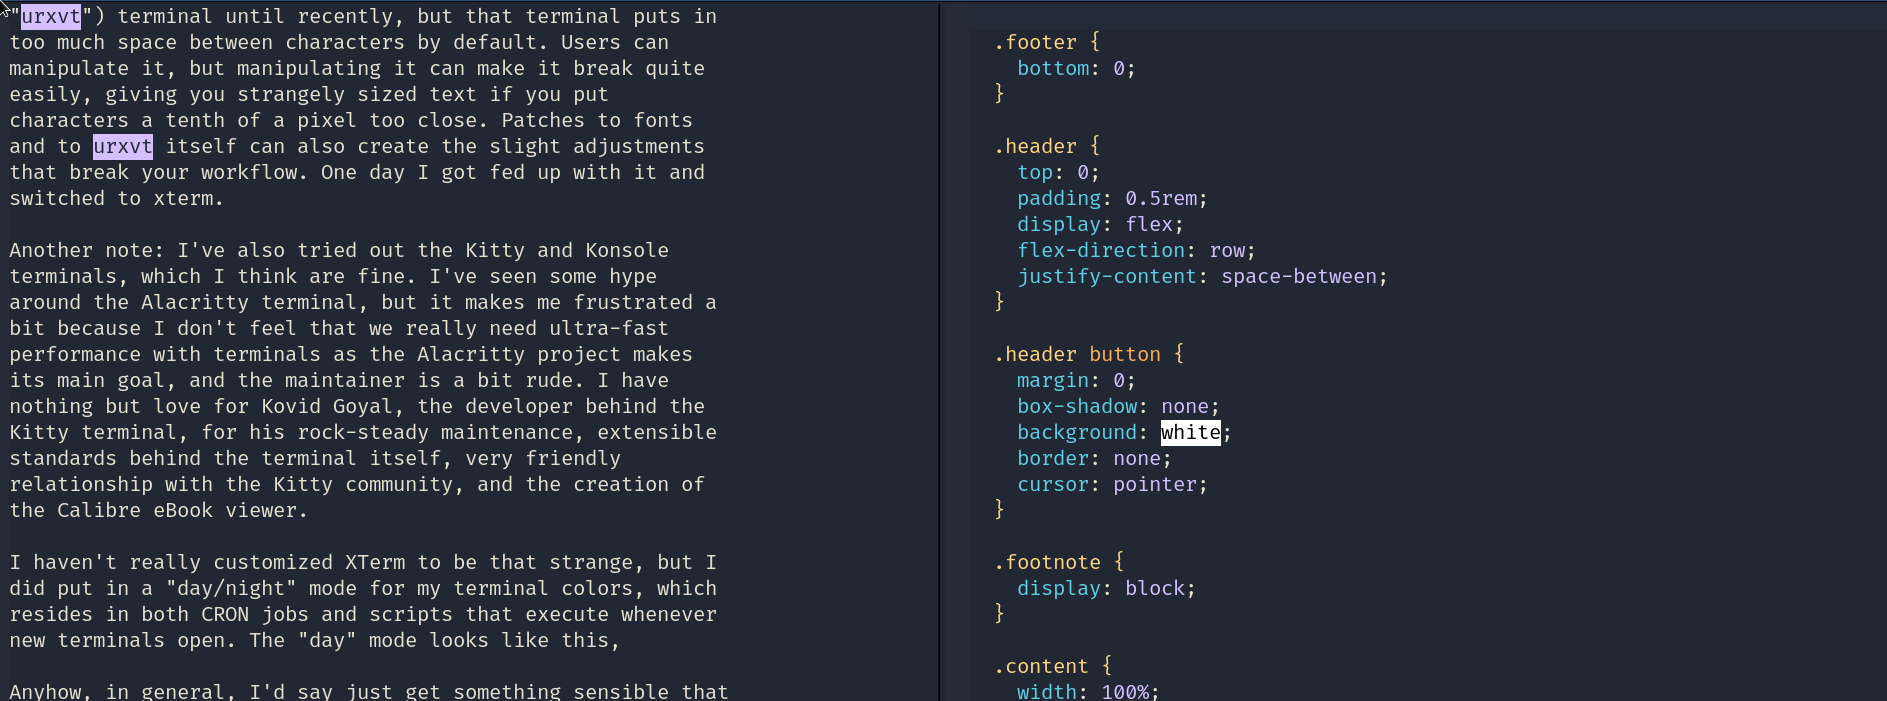 "urxvt") terminal until recently, but that terminal puts in
too much space between characters by default. Users can
manipulate it, but manipulating it can make it break quite
easily, giving you strangely sized text if you put
characters a tenth of a pixel too close. Patches to fonts
and to urxvt itself can also create the slight adjustments
that break your workflow. One day I got fed up with it and
switched to xterm.

Another note: I've also tried out the Kitty and Konsole
terminals, which I think are fine. I've seen some hype
around the Alacritty terminal, but it makes me frustrated a
bit because I don't feel that we really need ultra-fast
performance with terminals as the Alacritty project makes
its main goal, and the maintainer is a bit rude. I have
nothing but love for Kovid Goyal, the developer behind the
Kitty terminal, for his rock-steady maintenance, extensible
standards behind the terminal itself, very friendly
relationship with the Kitty community, and the creation of
the Calibre eBook viewer.

I haven't really customized XTerm to be that strange, but I
did put in a "day/night" mode for my terminal colors, which
resides in both CRON jobs and scripts that execute whenever
new terminals open. The "day" mode looks like this,

Anyhow, in general, I'd say just get something sensible that

.footer {
  bottom: 0;
}

.header {
  top: 0;
  padding: 0.5rem;
  display: flex;
  flex-direction: row;
  justify-content: space-between;
}

.header button {
  margin: 0;
  box-shadow: none;
  background: white;
  border: none;
  cursor: pointer;
}

.footnote {
  display: block;
}

.content {
  width: 100%;